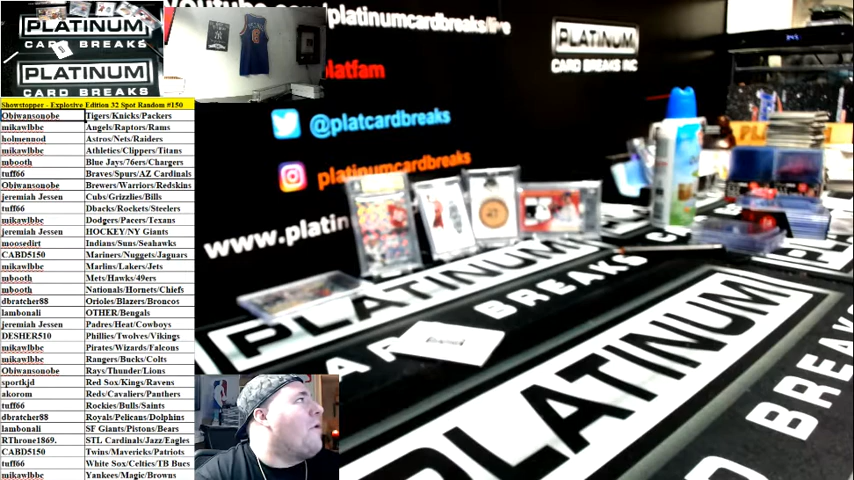 youtube.com/platinumcardbreaks/live
PLATINUM
CARD BREAKS
PLATINUM
CARD BREAKS
PLATINUM
CARD BREAKS INC
platfam
@platcardbreaks
platinumcardbreaks
www.platin
Showstopper - Explosive Edition 32 Spot Random #150
Obiwansonobe Tigers/Knicks/Packers
mikawlbbc Angels/Raptors/Rams
holmennod Astros/Nets/Raiders
mikawlbbc Athletics/Clippers/Titans
mbooth Blue Jays/76ers/Chargers
tuff66 Braves/Spurs/AZ Cardinals
Obiwansonobe Brewers/Warriors/Redskins
jeremiah Jessen Cubs/Grizzlies/Bills
tuff66 Dbacks/Rockets/Steelers
mikawlbbc Dodgers/Pacers/Texans
jeremiah Jessen HOCKEY/NY Giants
moosedirt Indians/Suns/Seahawks
CABD5150 Mariners/Nuggets/Jaguars
mikawlbbc Marlins/Lakers/Jets
mbooth Mets/Hawks/49ers
mbooth Nationals/Hornets/Chiefs
dbratcher88 Orioles/Blazers/Broncos
lambonali OTHER/Bengals
jeremiah Jessen Padres/Heat/Cowboys
DESHER510 Phillies/Twolves/Vikings
mikawlbbc Pirates/Wizards/Falcons
mikawlbbc Rangers/Bucks/Colts
Obiwansonobe Rays/Thunder/Lions
sportkjd Red Sox/Kings/Ravens
akorom Reds/Cavaliers/Panthers
tuff66 Rockies/Bulls/Saints
dbratcher88 Royals/Pelicans/Dolphins
lambonali SF Giants/Pistons/Bears
RThrone1869. STL Cardinals/Jazz/Eagles
CABD5150 Twins/Mavericks/Patriots
tuff66 White Sox/Celtics/TB Bucs
mikawlbbc Yankees/Magic/Browns
PLATINUM
CARD BREAKS
PLATINUM
CARD BREAKS